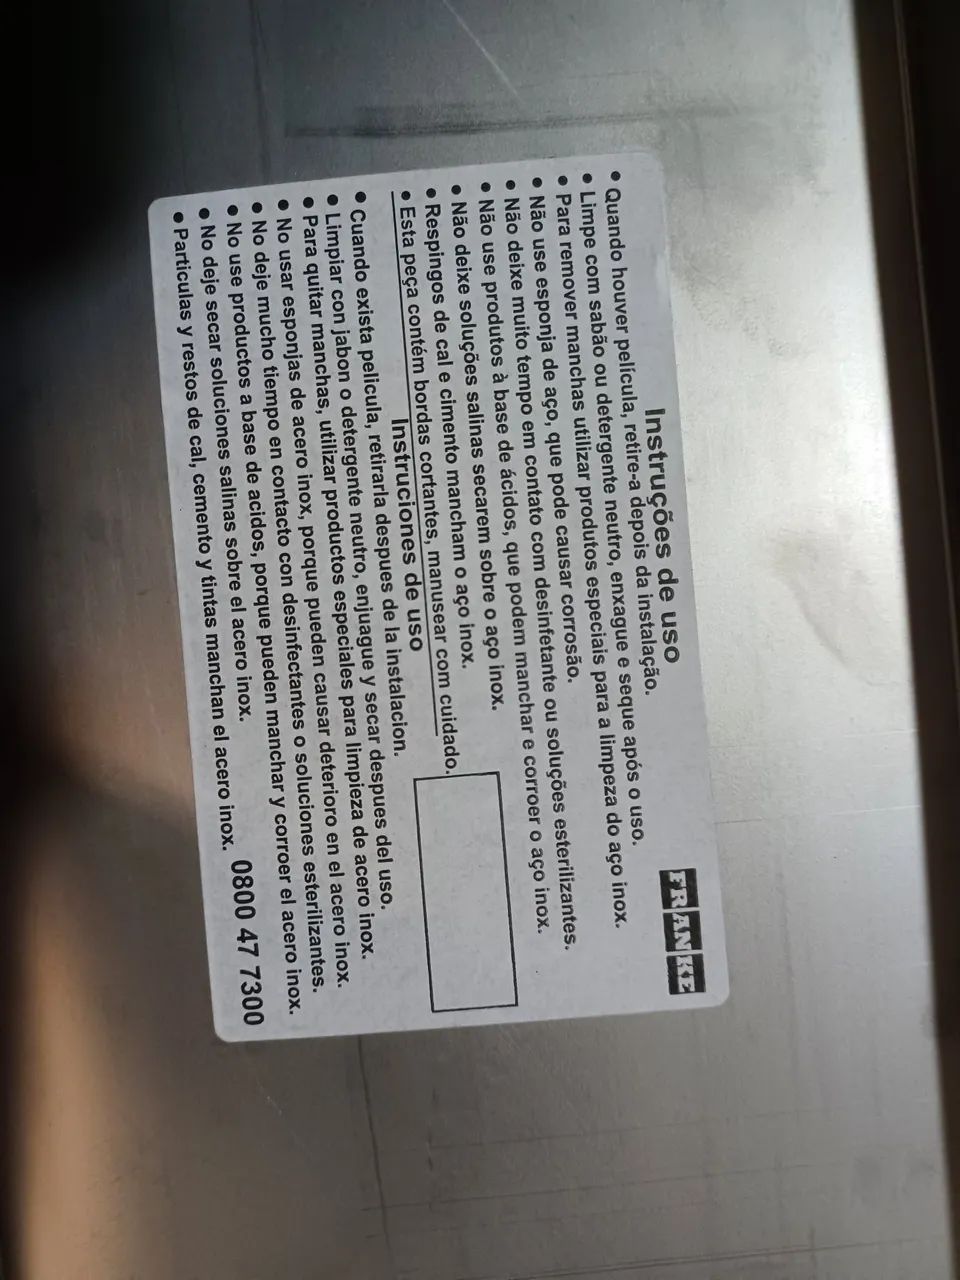 Instruções de uso
FRANKE
• Quando houver película, retire-a depois da instalação.
• Limpe com sabão ou detergente neutro, enxague e seque após o uso.
• Para remover manchas utilizar produtos especiais para a limpeza do aço inox.
• Não use esponja de aço, que pode causar corrosão.
• Não deixe muito tempo em contato com desinfetante ou soluções esterilizantes.
• Não use produtos à base de ácidos, que podem manchar e corroer o aço inox.
• Não deixe soluções salinas secarem sobre o aço inox.
• Respingos de cal e cimento mancham o aço inox.
• Esta peça contém bordas cortantes, manusear com cuidado.
Instruciones de uso
• Cuando exista pelicula, retirarla despues de la instalacion.
• Limpiar con jabon o detergente neutro, enjuague y secar despues del uso.
• Para quitar manchas, utilizar productos especiales para limpieza de acero inox.
• No usar esponjas de acero inox, porque pueden causar deterioro en el acero inox.
• No deje mucho tiempo en contacto con desinfectantes o soluciones esterilizantes.
• No use productos a base de acidos, porque pueden manchar y corroer el acero inox.
• No deje secar soluciones salinas sobre el acero inox.
• Particulas y restos de cal, cemento y tintas manchan el acero inox.
0800 47 7300